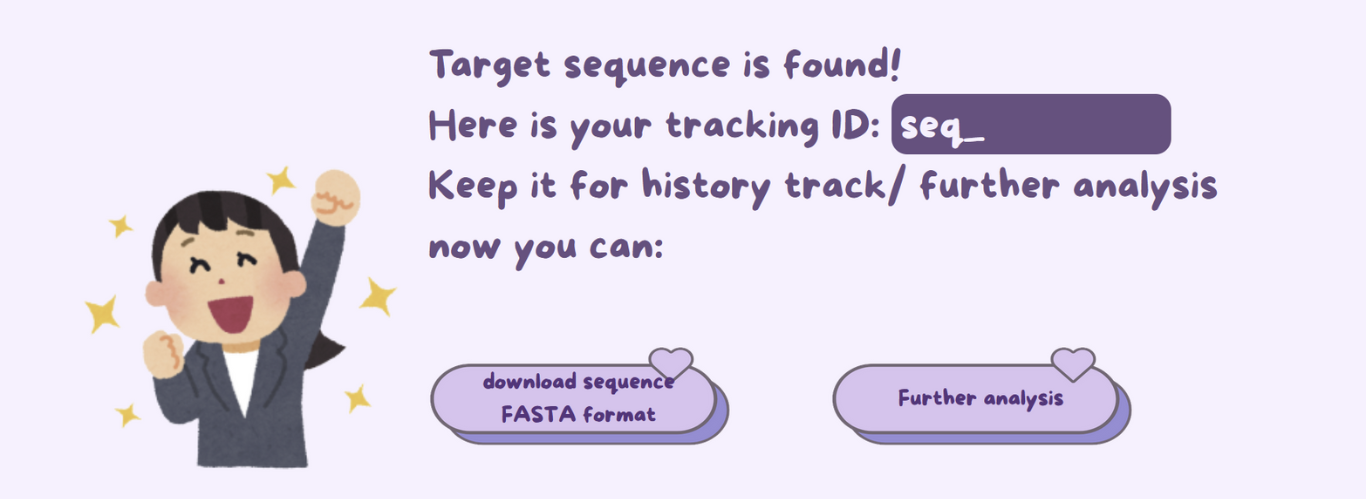 Target sequence is found!
Here is your tracking ID: seq_
Keep it for history track/ further analysis
now you can:
download sequence
FASTA format
Further analysis